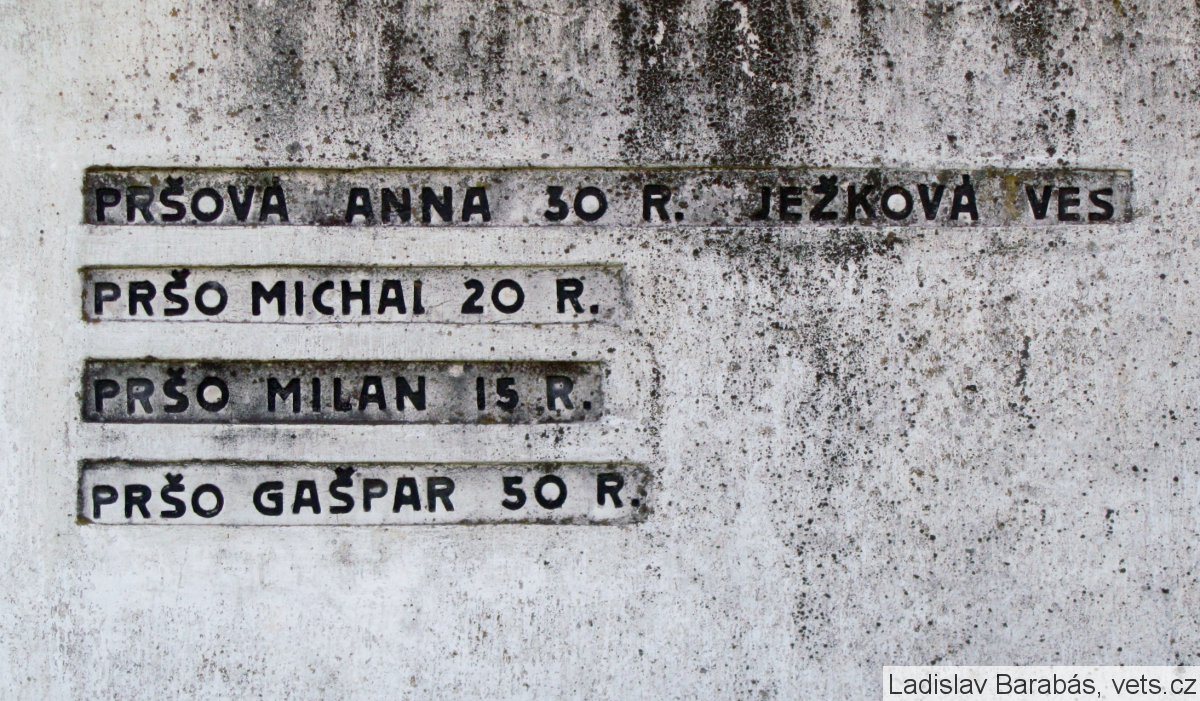 PRŠOVÁ ANNA 30 R. JEŽKOVÁ VES
PRŠO MICHAL 20 R.
PRŠO MILAN 15 R.
PRŠO GAŠPAR 50 R.
Ladislav Barabás, vets.cz